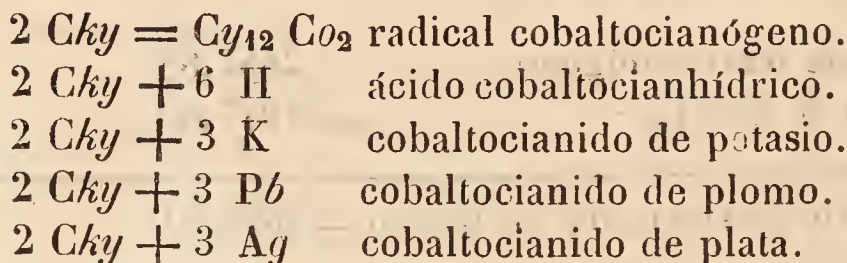 2 Cky = Cy₁₂ Co₂ radical cobaltocianógeno.
2 Cky + 6 H ácido cobaltocianhídrico.
2 Cky + 3 K cobaltocianido de potasio.
2 Cky + 3 Pb cobaltocianido de plomo.
2 Cky + 3 Ag cobaltocianido de plata.